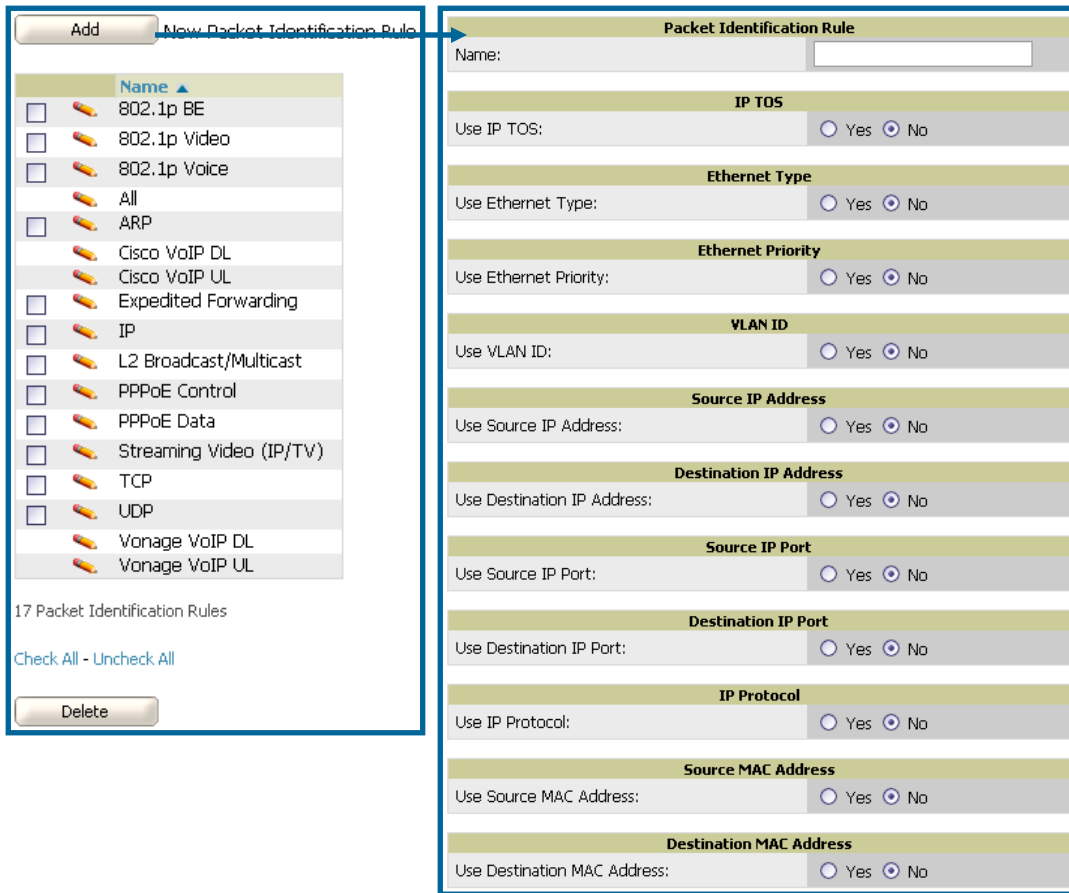 Add New Packet Identification Rule
Name ▲
802.1p BE
802.1p Video
802.1p Voice
All
ARP
Cisco VoIP DL
Cisco VoIP UL
Expedited Forwarding
IP
L2 Broadcast/Multicast
PPPoE Control
PPPoE Data
Streaming Video (IP/TV)
TCP
UDP
Vonage VoIP DL
Vonage VoIP UL
17 Packet Identification Rules
Check All - Uncheck All
Delete
Packet Identification Rule
Name:
IP TOS
Use IP TOS: Yes No
Ethernet Type
Use Ethernet Type: Yes No
Ethernet Priority
Use Ethernet Priority: Yes No
VLAN ID
Use VLAN ID: Yes No
Source IP Address
Use Source IP Address: Yes No
Destination IP Address
Use Destination IP Address: Yes No
Source IP Port
Use Source IP Port: Yes No
Destination IP Port
Use Destination IP Port: Yes No
IP Protocol
Use IP Protocol: Yes No
Source MAC Address
Use Source MAC Address: Yes No
Destination MAC Address
Use Destination MAC Address: Yes No